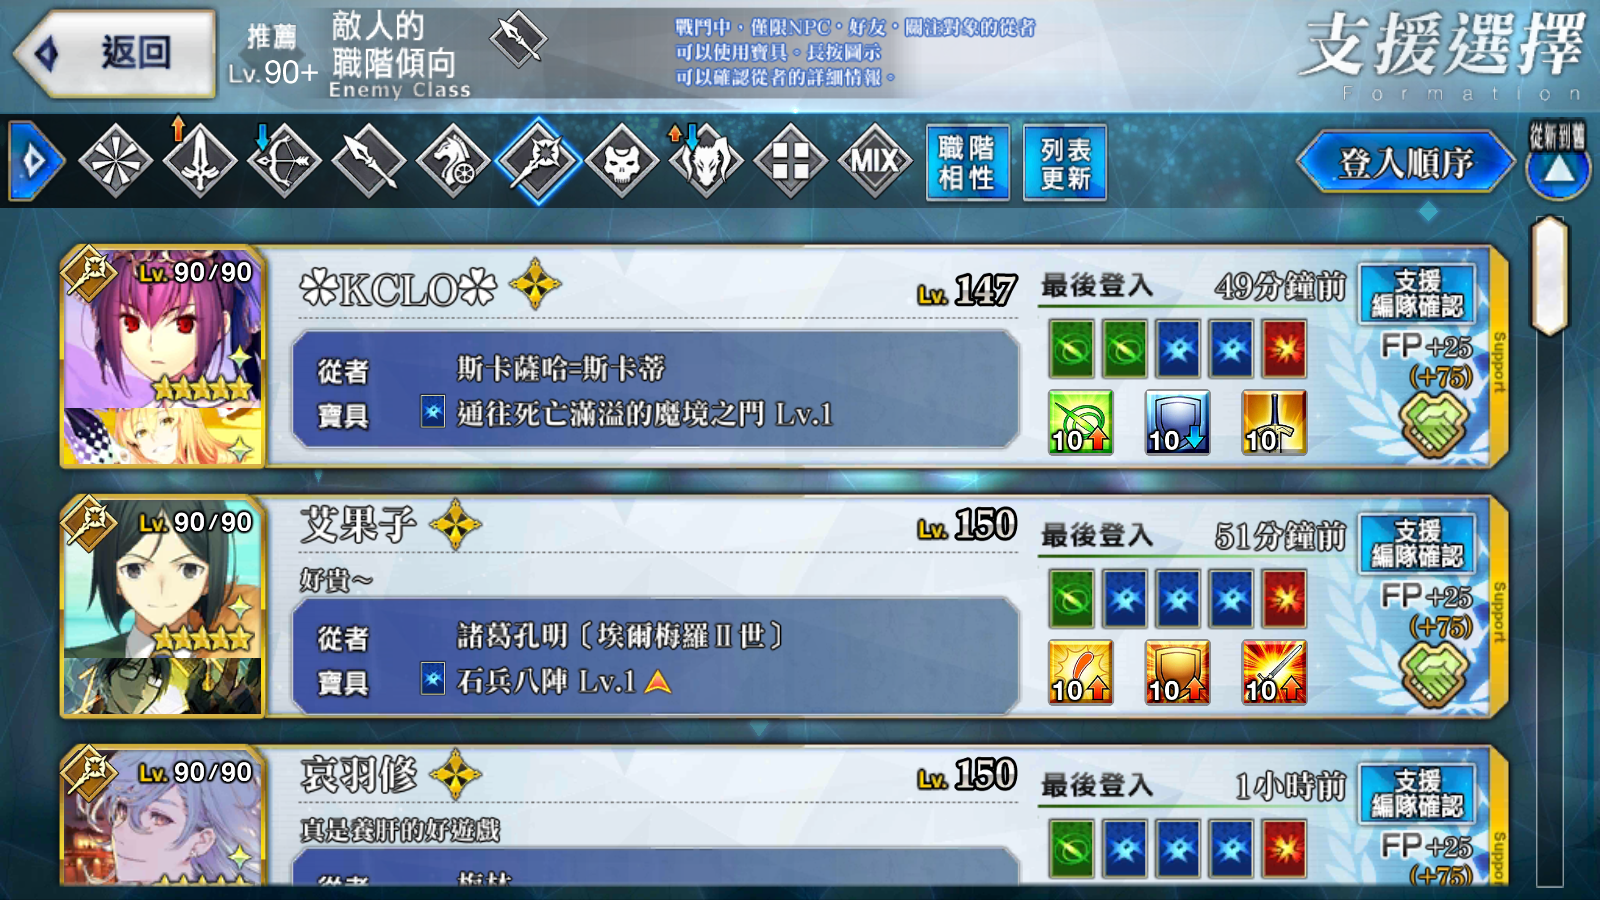 返回
推薦
Lv.90+
敵人的
職階傾向
Enemy Class
戰鬥中，僅限NPC・好友・關注對象的從者
可以使用寶具。長按圖示
可以確認從者的詳細情報。
支援選擇
Formation
MIX
職階
相性
列表
更新
登入順序
從新到舊
Lv.90/90
✽KCLO✽
Lv.147
最後登入 49分鐘前
支援
編隊確認
從者 斯卡薩哈=斯卡蒂
寶具 通往死亡滿溢的魔境之門 Lv.1
10 10 10
FP+25
(+75)
Support
Lv.90/90
艾果子
Lv.150
最後登入 51分鐘前
支援
編隊確認
好貴～
從者 諸葛孔明〔埃爾梅羅Ⅱ世〕
寶具 石兵八陣 Lv.1
10 10 10
FP+25
(+75)
Support
Lv.90/90
哀羽修
Lv.150
最後登入 1小時前
支援
編隊確認
真是養肝的好遊戲
從者 梅林
FP+25
(+75)
Support